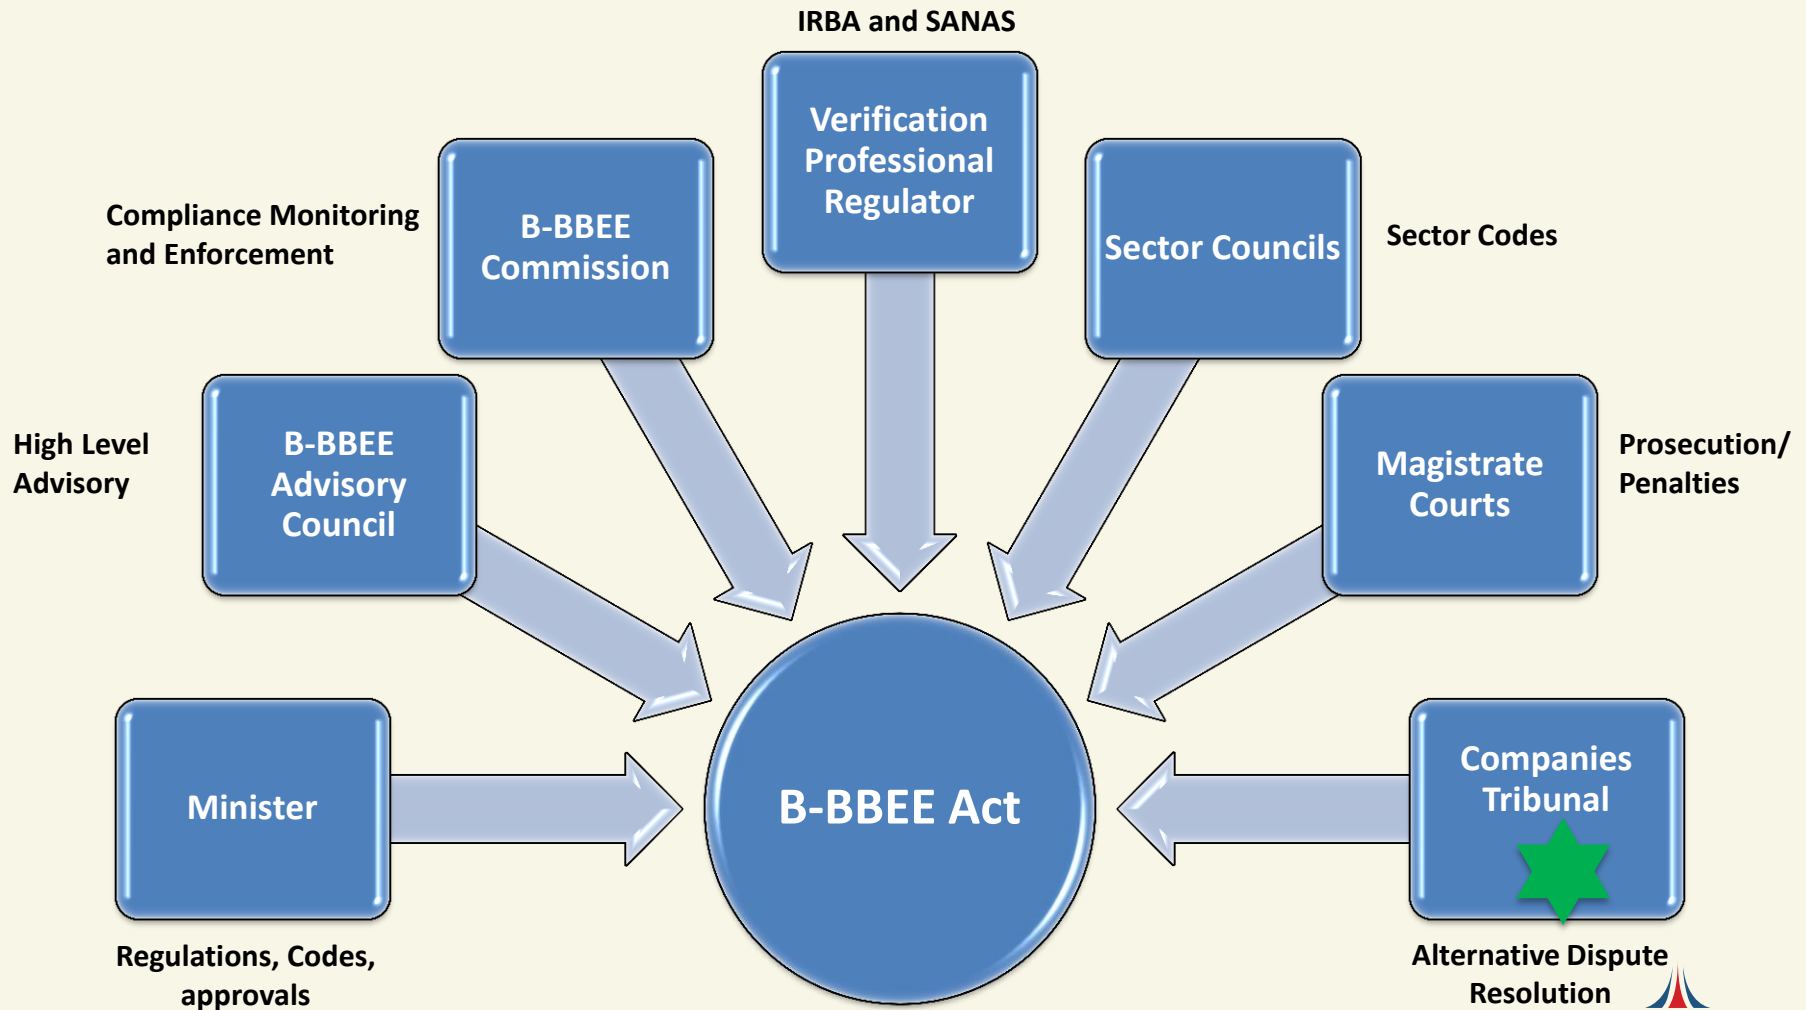 IRBA and SANAS
Verification
Professional
Regulator
Compliance Monitoring
and Enforcement
B-BBEE
Commission
Sector Councils
Sector Codes
High Level
Advisory
B-BBEE
Advisory
Council
Magistrate
Courts
Prosecution/
Penalties
Minister
Regulations, Codes,
approvals
B-BBEE Act
Companies
Tribunal
Alternative Dispute
Resolution